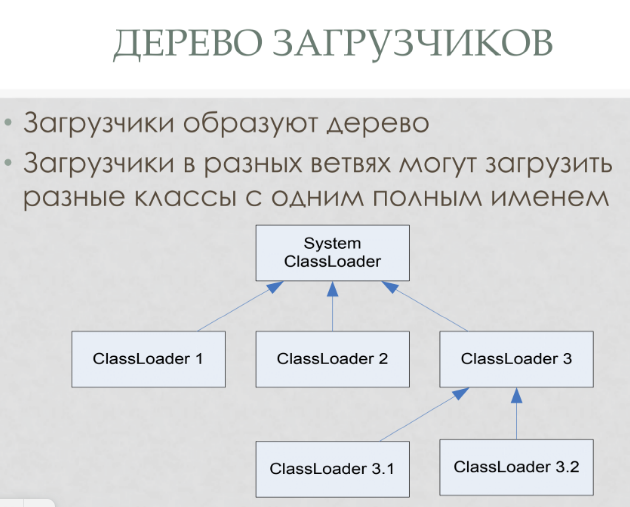 ДЕРЕВО ЗАГРУЗЧИКОВ
• Загрузчики образуют дерево
• Загрузчики в разных ветвях могут загрузить
разные классы с одним полным именем
System
ClassLoader
ClassLoader 1
ClassLoader 2
ClassLoader 3
ClassLoader 3.1
ClassLoader 3.2